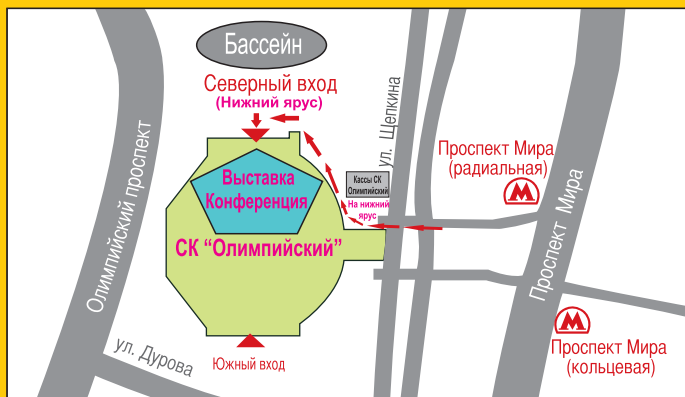 Бассейн
Северный вход
(Нижний ярус)
Олимпийский проспект
ул. Щепкина
Проспект Мира
(радиальная)
М
Кассы СК
Олимпийский
На нижний
ярус
Выставка
Конференция
СК "Олимпийский"
Проспект Мира
М
Проспект Мира
(кольцевая)
ул. Дурова
Южный вход